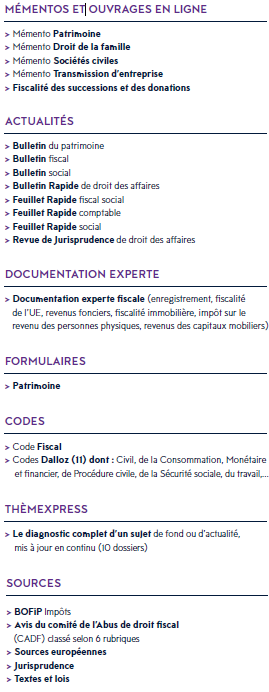 MÉMENTOS ET OUVRAGES EN LIGNE
> Mémento Patrimoine
> Mémento Droit de la famille
> Mémento Sociétés civiles
> Mémento Transmission d'entreprise
> Fiscalité des successions et des donations
ACTUALITÉS
> Bulletin du patrimoine
> Bulletin fiscal
> Bulletin social
> Bulletin Rapide de droit des affaires
> Feuillet Rapide fiscal social
> Feuillet Rapide comptable
> Feuillet Rapide social
> Revue de Jurisprudence de droit des affaires
DOCUMENTATION EXPERTE
> Documentation experte fiscale (enregistrement, fiscalité
de l'UE, revenus fonciers, fiscalité immobilière, impôt sur le
revenu des personnes physiques, revenus des capitaux mobiliers)
FORMULAIRES
> Patrimoine
CODES
> Code Fiscal
> Codes Dalloz (11) dont : Civil, de la Consommation, Monétaire
et financier, de Procédure civile, de la Sécurité sociale, du travail,...
THÈMEXPRESS
> Le diagnostic complet d'un sujet de fond ou d'actualité,
mis à jour en continu (10 dossiers)
SOURCES
> BOFiP Impôts
> Avis du comité de l'Abus de droit fiscal
(CADF) classé selon 6 rubriques
> Sources européennes
> Jurisprudence
> Textes et lois